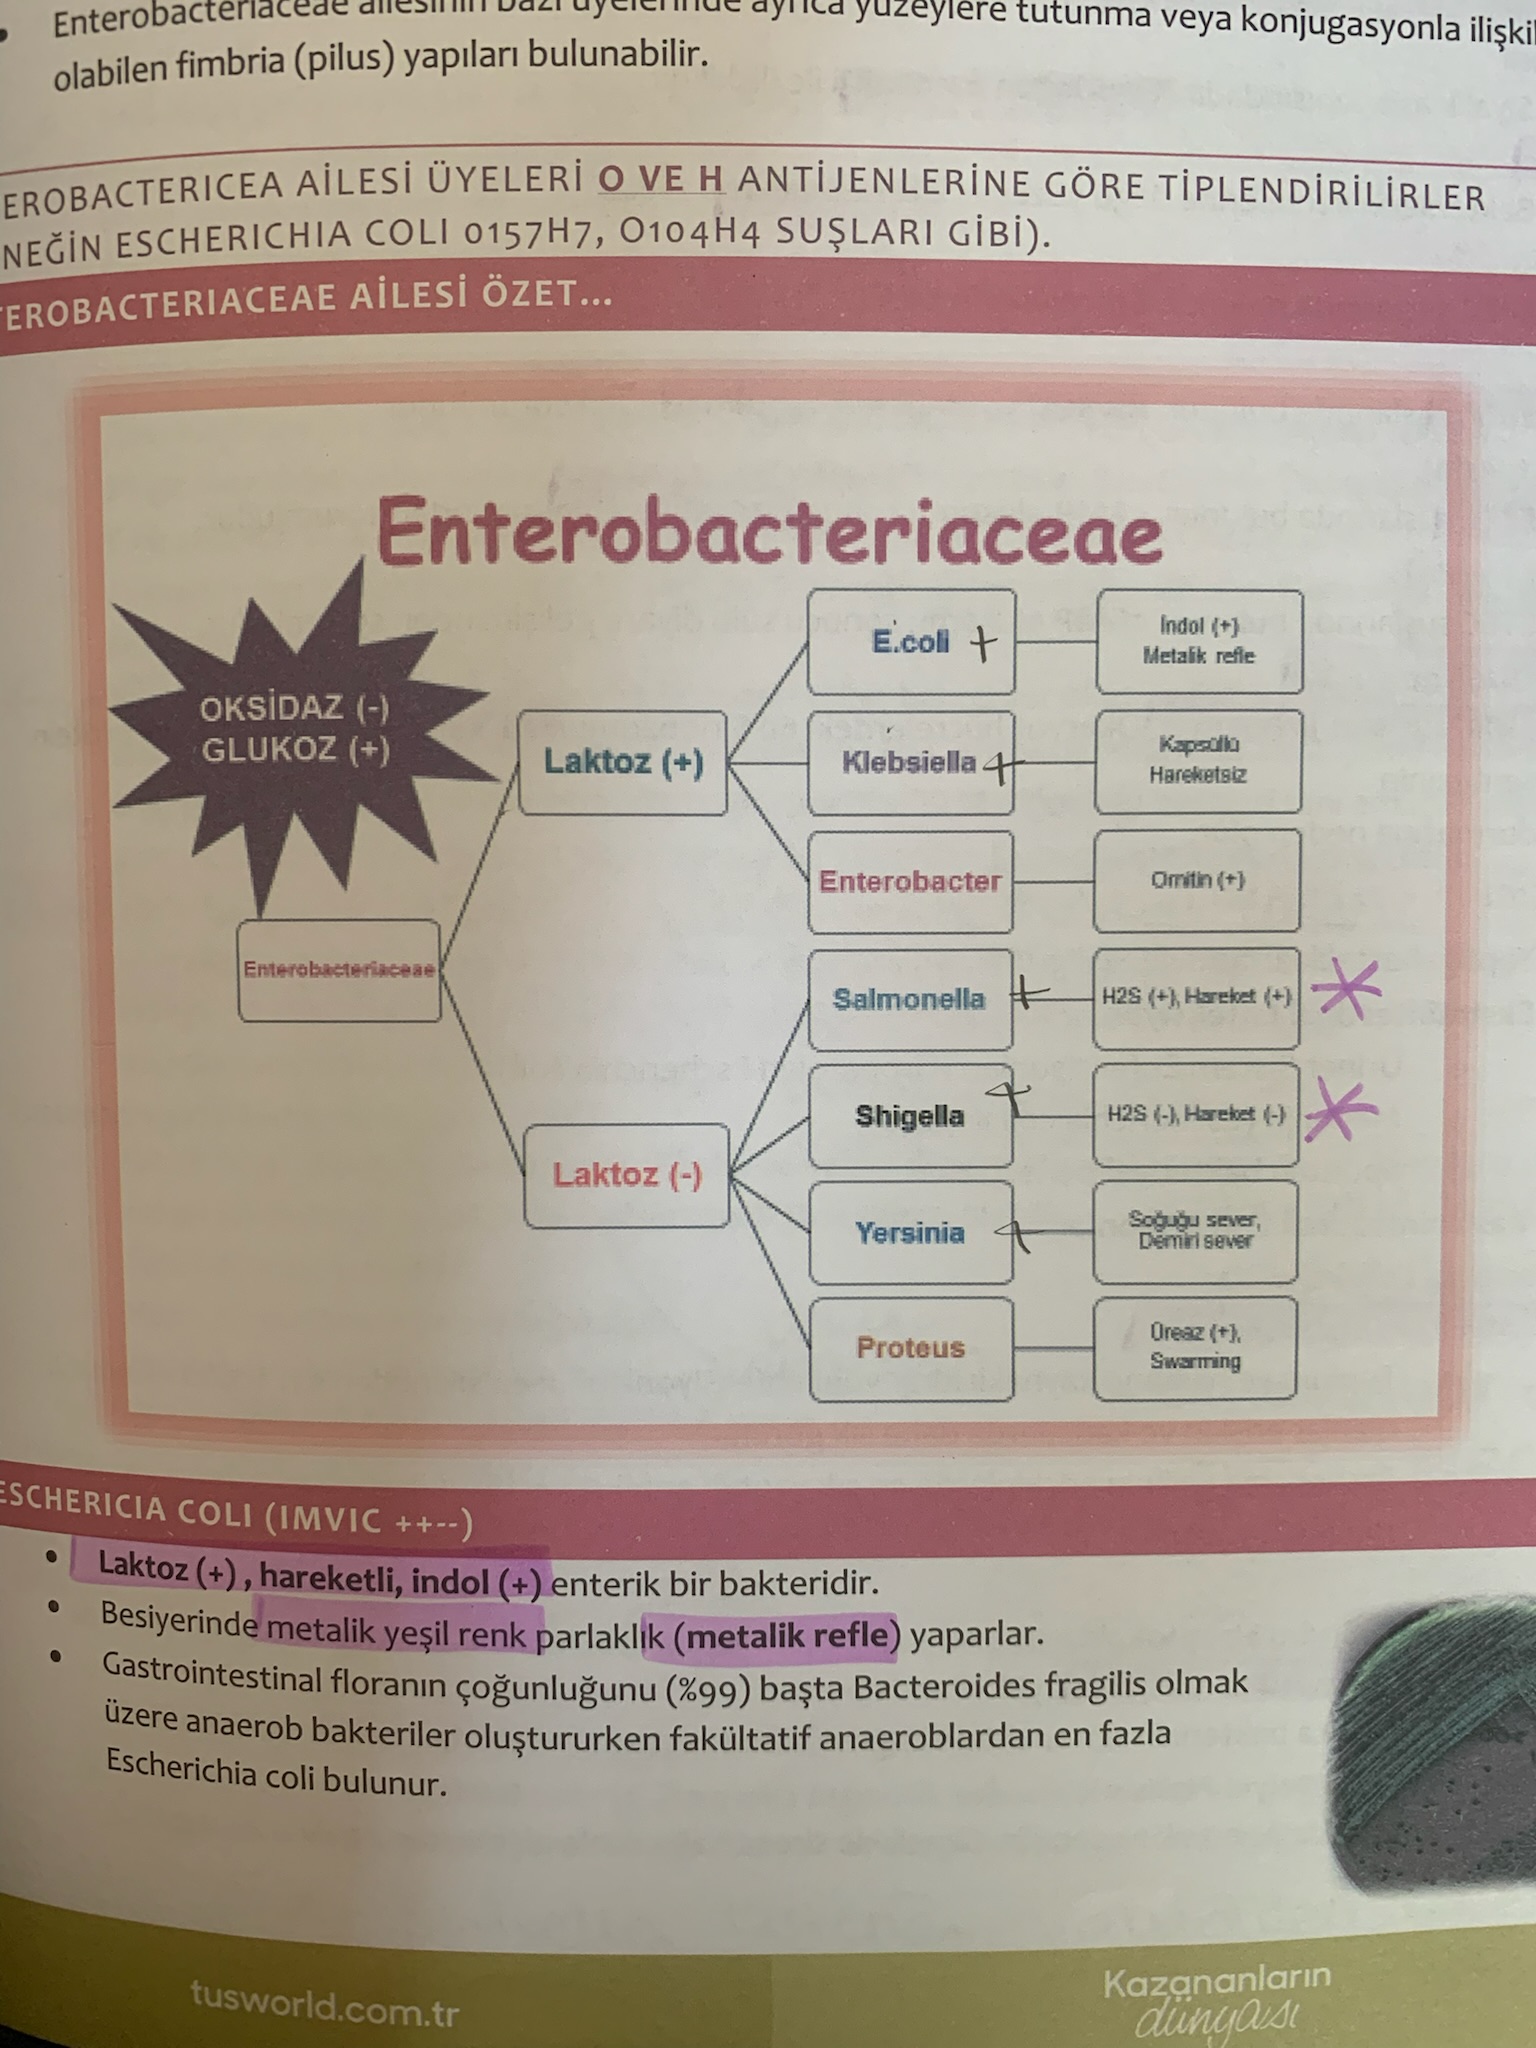 Enterobacteriaceae ailesinin bazı üyelerinde ayrıca yüzeylere tutunma veya konjugasyonla ilişkil
olabilen fimbria (pilus) yapıları bulunabilir.
EROBACTERICEA AİLESİ ÜYELERİ O VE H ANTİJENLERİNE GÖRE TİPLENDİRİLİRLER
NEĞİN ESCHERICHIA COLI 0157H7, O104H4 SUŞLARI GİBİ).
EROBACTERIACEAE AİLESİ ÖZET...
Enterobacteriaceae
OKSİDAZ (-)
GLUKOZ (+)
Enterobacteriaceae
Laktoz (+)
E.coli +
İndol (+)
Metalik refle
Klebsiella +
Kapsüllü
Hareketsiz
Enterobacter
Ornitin (+)
Laktoz (-)
Salmonella +
H2S (+), Hareket (+)
Shigella +
H2S (-), Hareket (-)
Yersinia +
Soğuğu sever,
Demiri sever
Proteus
Üreaz (+),
Swarming
ESCHERICIA COLI (IMVIC ++--)
• Laktoz (+) , hareketli, indol (+) enterik bir bakteridir.
• Besiyerinde metalik yeşil renk parlaklık (metalik refle) yaparlar.
• Gastrointestinal floranın çoğunluğunu (%99) başta Bacteroides fragilis olmak
üzere anaerob bakteriler oluştururken fakültatif anaeroblardan en fazla
Escherichia coli bulunur.
tusworld.com.tr
Kazananların
dünyası